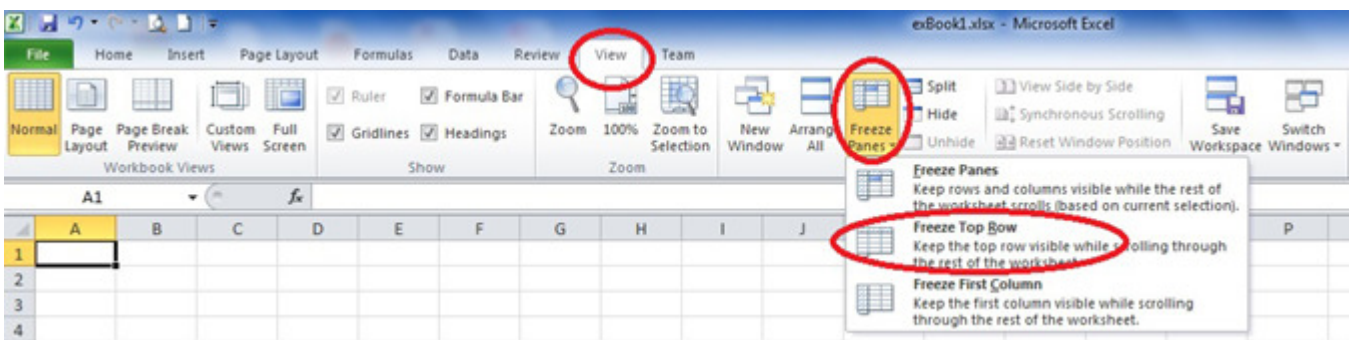 exBook1.xlsx - Microsoft Excel
File Home Insert Page Layout Formulas Data Review View Team
Normal Page Layout Page Break Preview Custom Views Full Screen
Workbook Views
Ruler Formula Bar
Gridlines Headings
Show
Zoom 100% Zoom to Selection
Zoom
New Window Arrange All Freeze Panes
Split
Hide
Unhide
View Side by Side
Synchronous Scrolling
Reset Window Position
Save Workspace Switch Windows
A1 fx
Freeze Panes
Keep rows and columns visible while the rest of
the worksheet scrolls (based on current selection).
Freeze Top Row
Keep the top row visible while scrolling through
the rest of the worksheet.
Freeze First Column
Keep the first column visible while scrolling
through the rest of the worksheet.
A B C D E F G H I J P
1
2
3
4